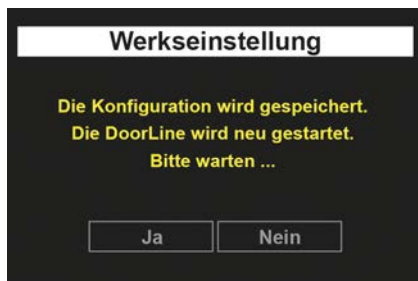 Werkseinstellung
Die Konfiguration wird gespeichert.
Die DoorLine wird neu gestartet.
Bitte warten ...
Ja
Nein